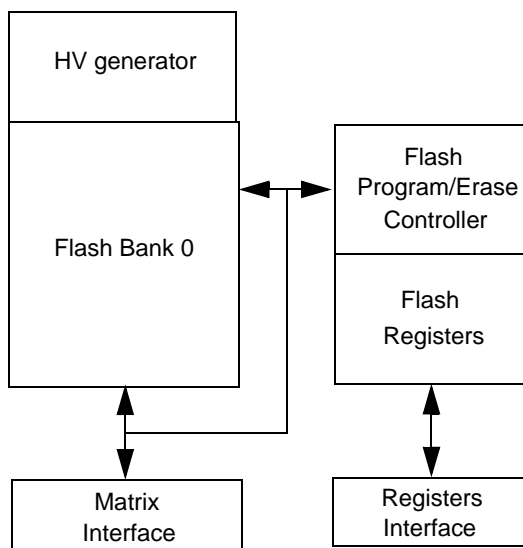 HV generator
Flash Bank 0
Flash
Program/Erase
Controller
Flash
Registers
Matrix
Interface
Registers
Interface